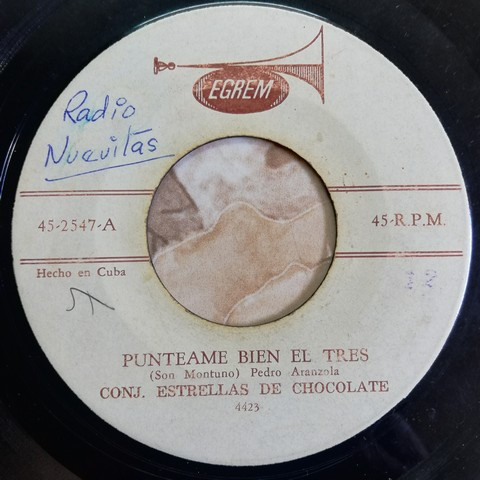 EGREM
Radio
Nuevitas
45-2547-A
45-R.P.M.
Hecho en Cuba
PUNTEAME BIEN EL TRES
(Son Montuno) Pedro Aranzola
CONJ. ESTRELLAS DE CHOCOLATE
4423